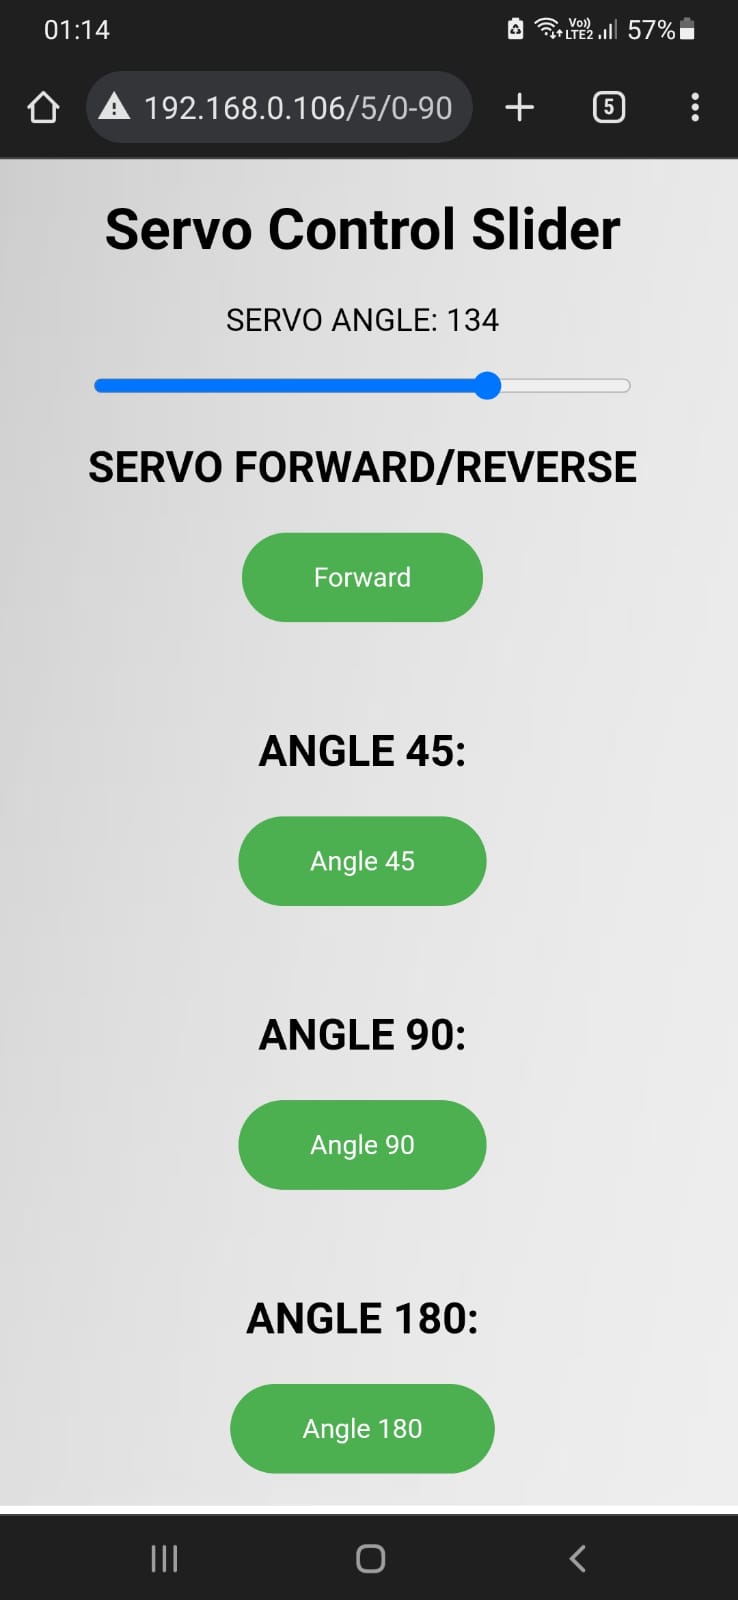 01:14
Vo)) LTE2 57%
192.168.0.106/5/0-90
5
Servo Control Slider
SERVO ANGLE: 134
SERVO FORWARD/REVERSE
Forward
ANGLE 45:
Angle 45
ANGLE 90:
Angle 90
ANGLE 180:
Angle 180